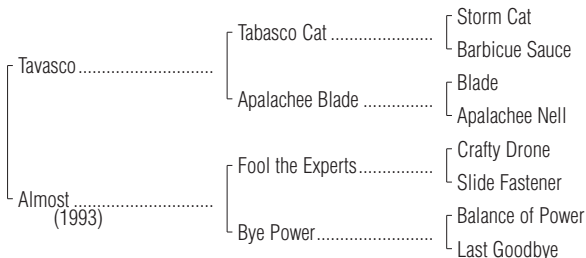 Storm Cat
Tabasco Cat ........................
Barbicue Sauce
Tavasco ................................
Blade
Apalachee Blade ................
Apalachee Nell
Crafty Drone
Fool the Experts ..................
Slide Fastener
Almost ..................................
(1993)
Balance of Power
Bye Power ...........................
Last Goodbye